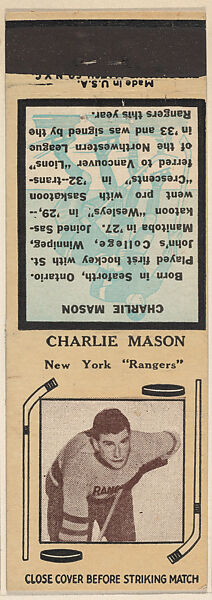 CHARLIE MASON
New York "Rangers"
RANG
CLOSE COVER BEFORE STRIKING MATCH
CHARLIE MASON
Born in Seaforth, Ontario.
Played first hockey with St.
John's College, Winnipeg,
Manitoba in '27. Joined Sas-
katoon "Wesleys" in '29,--
went pro with Saskatoon
"Crescents" in '32--trans-
ferred to Vancouver "Lions"
of the Northwestern League
in '33 and was signed by the
Rangers this year.
Made in U.S.A.